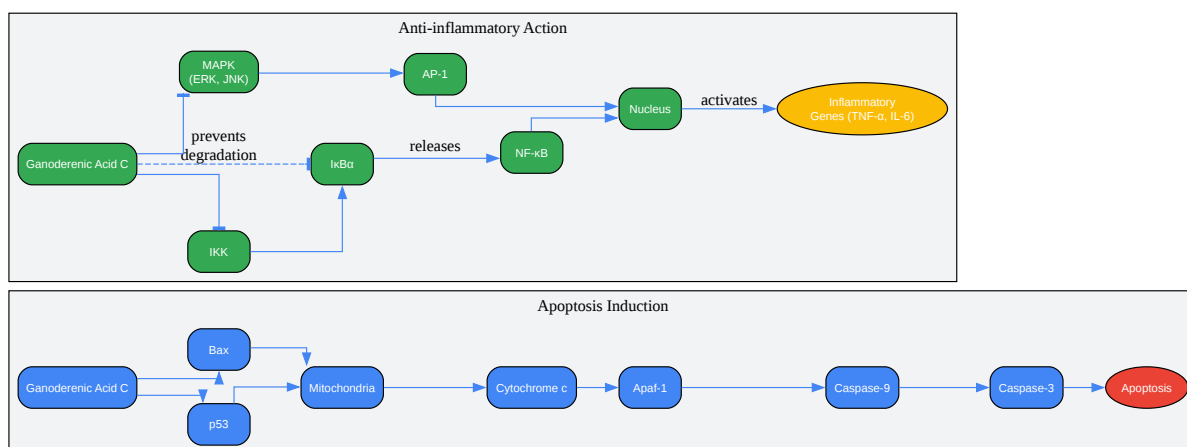 Anti-inflammatory Action
MAPK
(ERK, JNK)
AP-1
Nucleus
activates
Inflammatory
Genes (TNF-α, IL-6)
prevents
degradation
Ganoderenic Acid C
IκBα
releases
NF-κB
IKK
Apoptosis Induction
Bax
Ganoderenic Acid C
Mitochondria
Cytochrome c
Apaf-1
Caspase-9
Caspase-3
Apoptosis
p53